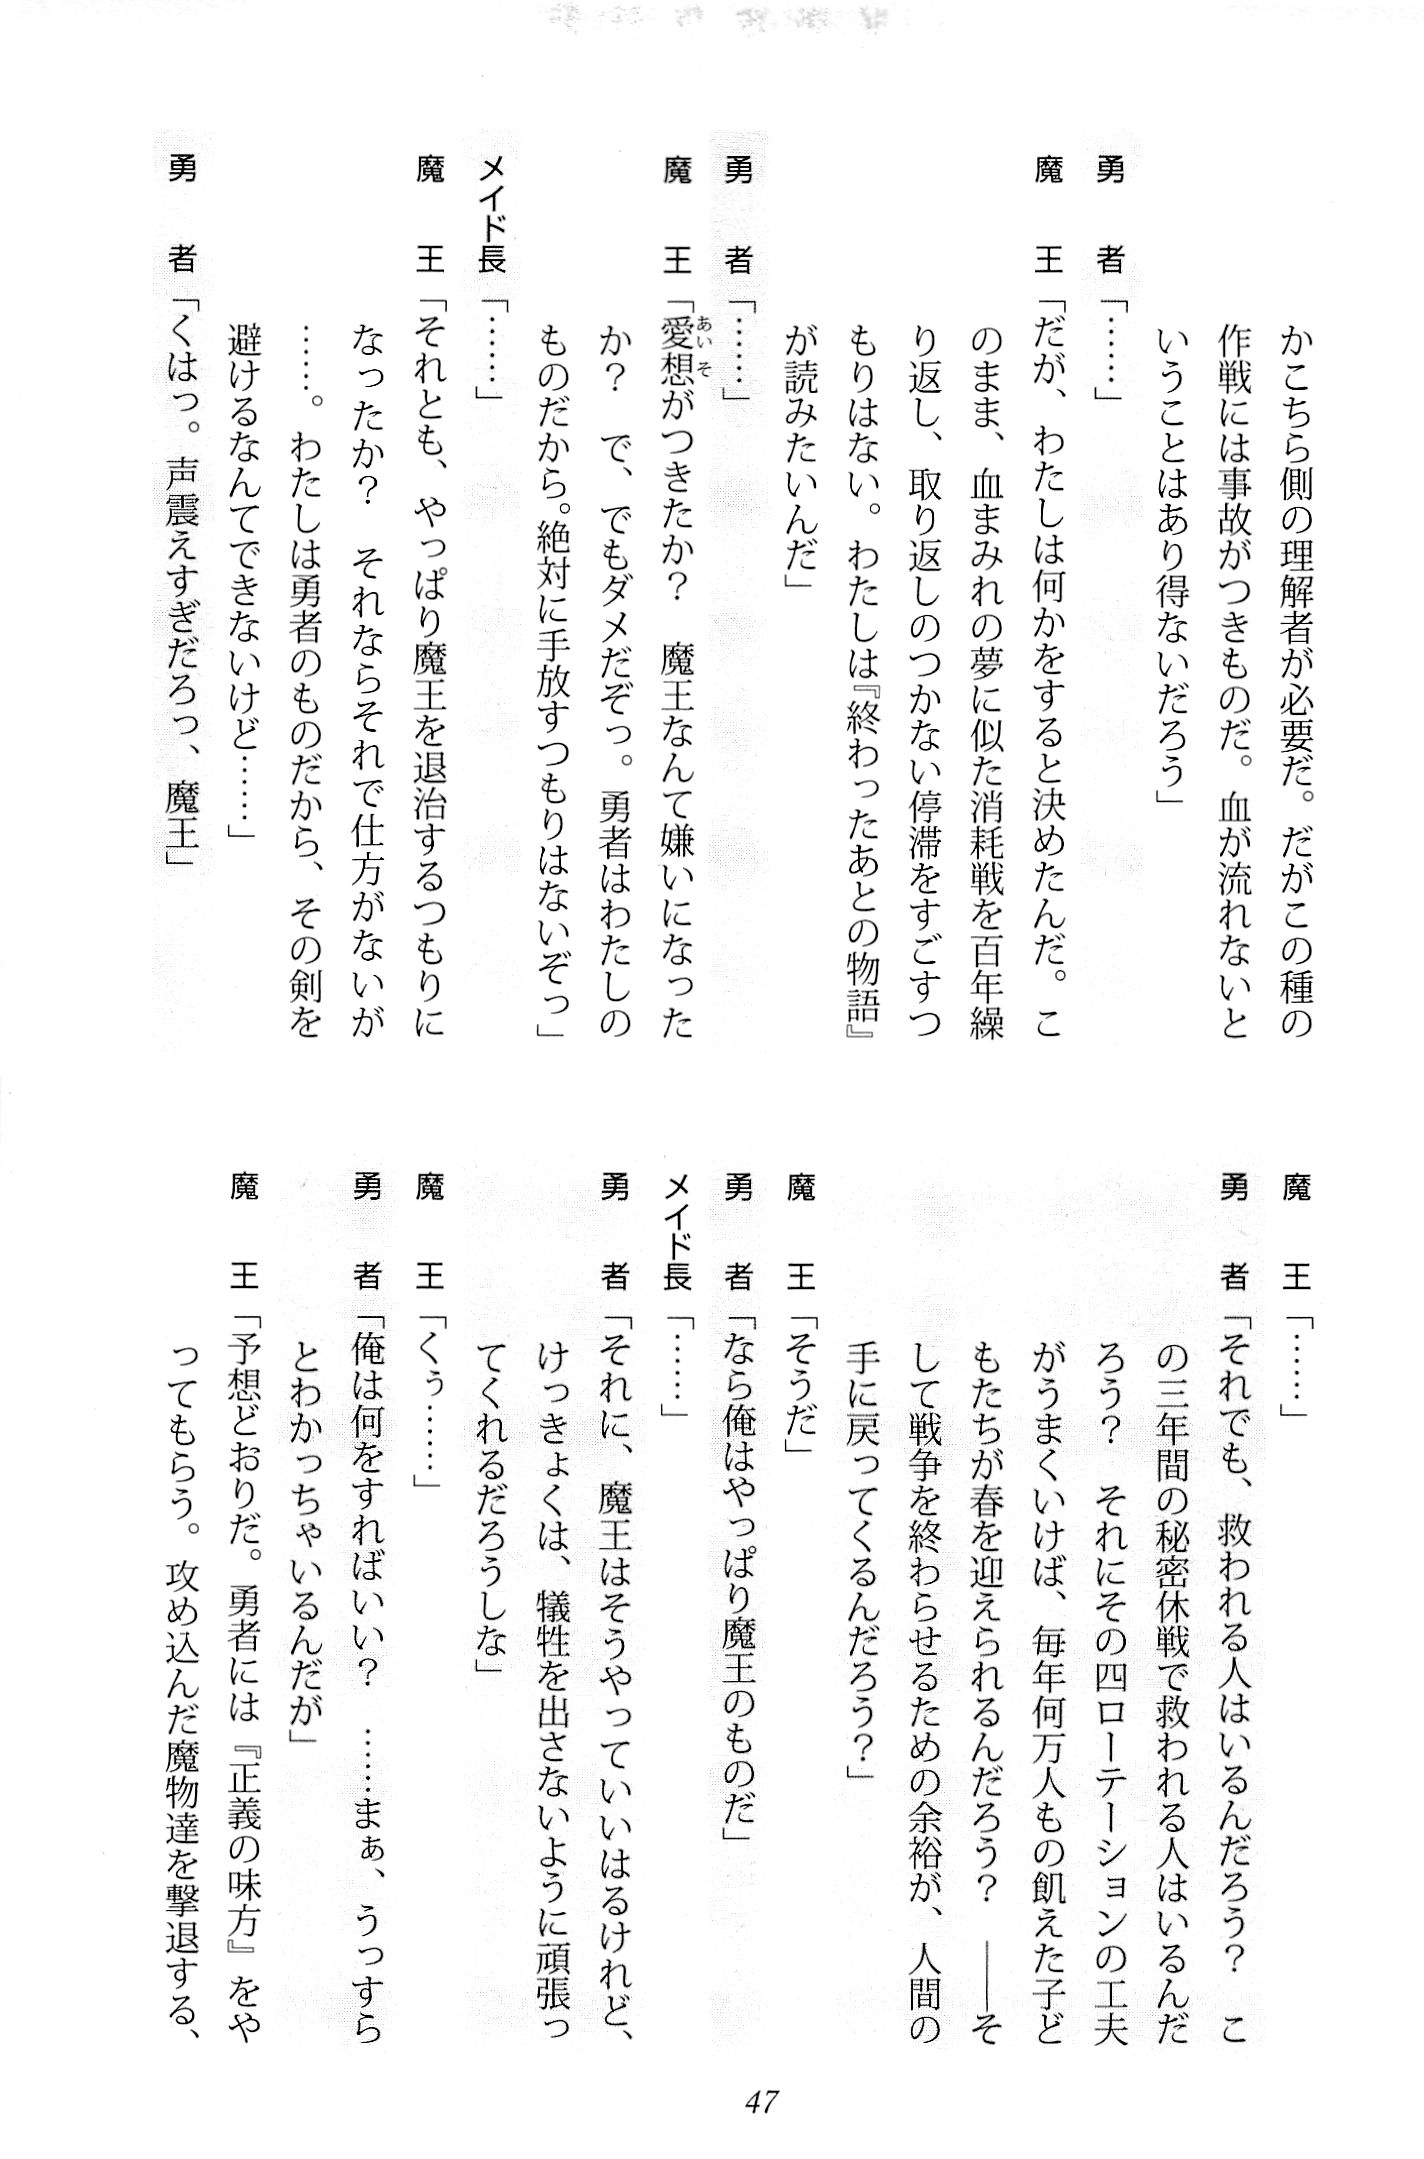 かこちら側の理解者が必要だ。だがこの種の
作戦には事故がつきものだ。血が流れないと
いうことはあり得ないだろう」
勇者「……」
魔王「だが、わたしは何かをすると決めたんだ。こ
のまま、血まみれの夢に似た消耗戦を百年繰
り返し、取り返しのつかない停滞をすごすつ
もりはない。わたしは『終わったあとの物語』
が読みたいんだ」
勇者「……」
魔王「愛想がつきたか？　魔王なんて嫌いになった
か？　で、でもダメだぞっ。勇者はわたしの
ものだから。絶対に手放すつもりはないぞっ」
メイド長「……」
魔王「それとも、やっぱり魔王を退治するつもりに
なったか？　それならそれで仕方がないが
……。わたしは勇者のものだから、その剣を
避けるなんてできないけど……」
勇者「くはっ。声震えすぎだろっ、魔王」
魔王「……」
勇者「それでも、救われる人はいるんだろう？　こ
の三年間の秘密休戦で救われる人はいるんだ
ろう？　それにその四ローテーションの工夫
がうまくいけば、毎年何万人もの飢えた子ど
もたちが春を迎えられるんだろう？　――そ
して戦争を終わらせるための余裕が、人間の
手に戻ってくるんだろう？」
魔王「そうだ」
勇者「なら俺はやっぱり魔王のものだ」
メイド長「……」
勇者「それに、魔王はそうやっていいはるけれど、
けっきょくは、犠牲を出さないように頑張っ
てくれるだろうしな」
魔王「くぅ……」
勇者「俺は何をすればいい？　……まぁ、うっすら
とわかっちゃいるんだが」
魔王「予想どおりだ。勇者には『正義の味方』をや
ってもらう。攻め込んだ魔物達を撃退する、
47